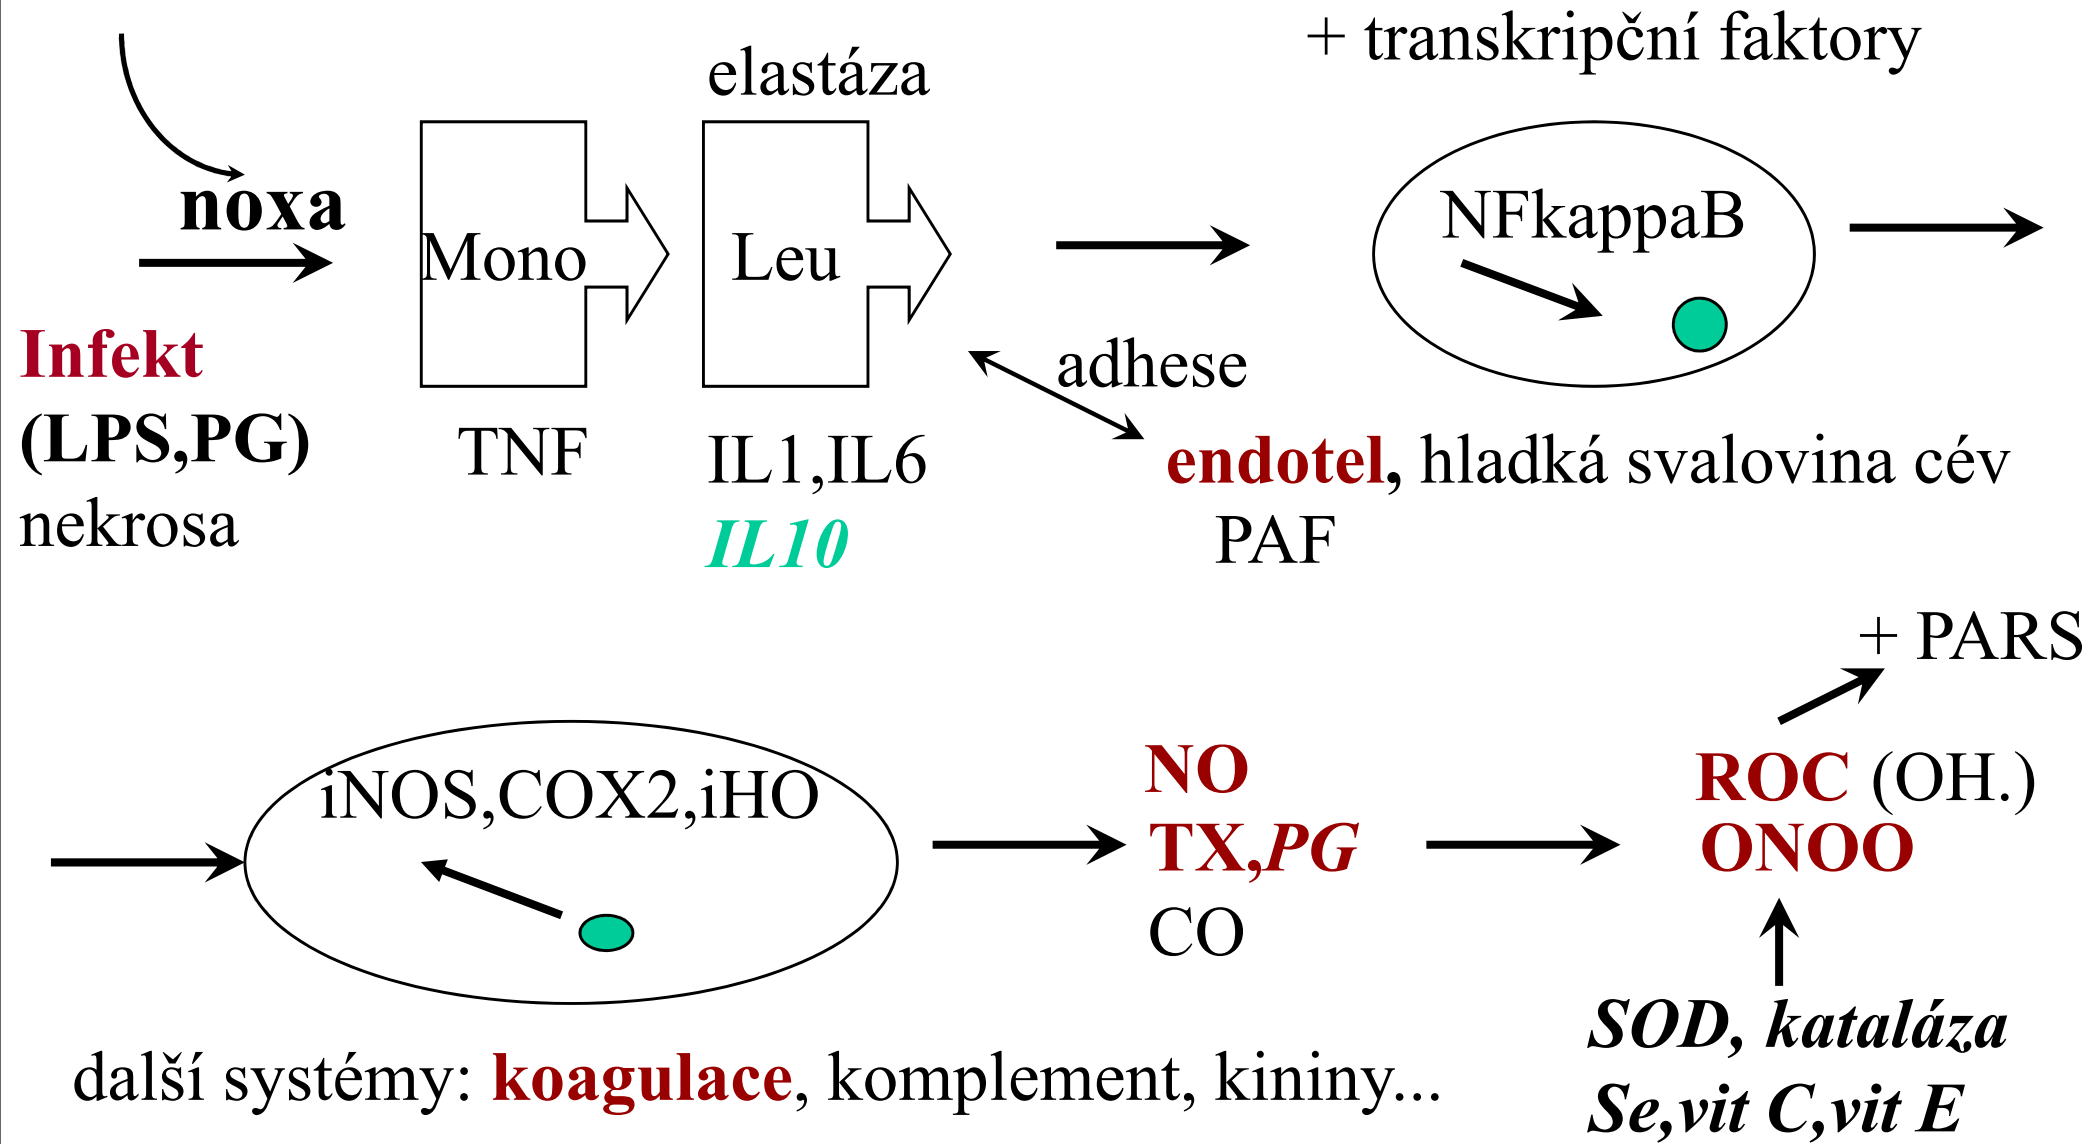 + transkripční faktory
elastáza
noxa
Mono
Leu
NFkappaB
Infekt
(LPS,PG)
nekrosa
TNF
IL1,IL6
IL10
adhese
endotel, hladká svalovina cév
PAF
+ PARS
iNOS,COX2,iHO
NO
TX,PG
CO
ROC (OH.)
ONOO
SOD, kataláza
Se,vit C,vit E
další systémy: koagulace, komplement, kininy...